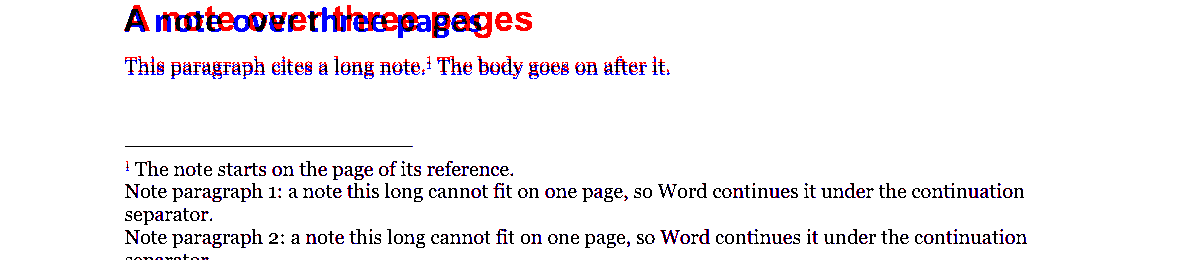 A note over three pages
This paragraph cites a long note.¹ The body goes on after it.
¹ The note starts on the page of its reference.
Note paragraph 1: a note this long cannot fit on one page, so Word continues it under the continuation
separator.
Note paragraph 2: a note this long cannot fit on one page, so Word continues it under the continuation
separator